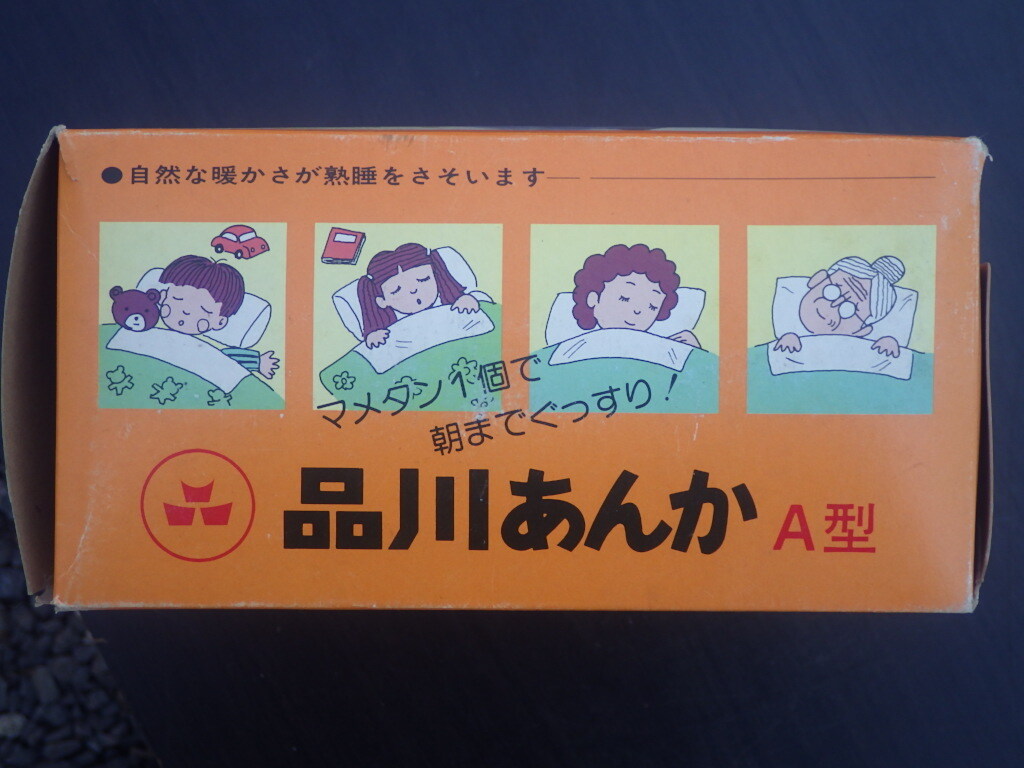 ●自然な暖かさが熟睡をさそいます
マメタン1個で
朝までぐっすり!
品川あんか A型